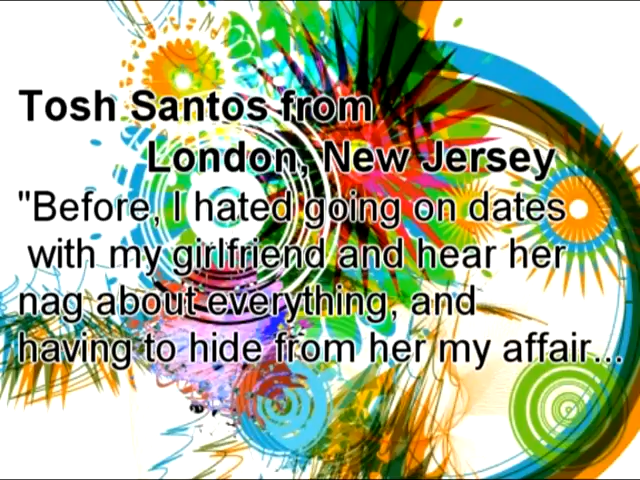 Tosh Santos from
London, New Jersey
"Before, I hated going on dates
with my girlfriend and hear her
nag about everything, and
having to hide from her my affair...